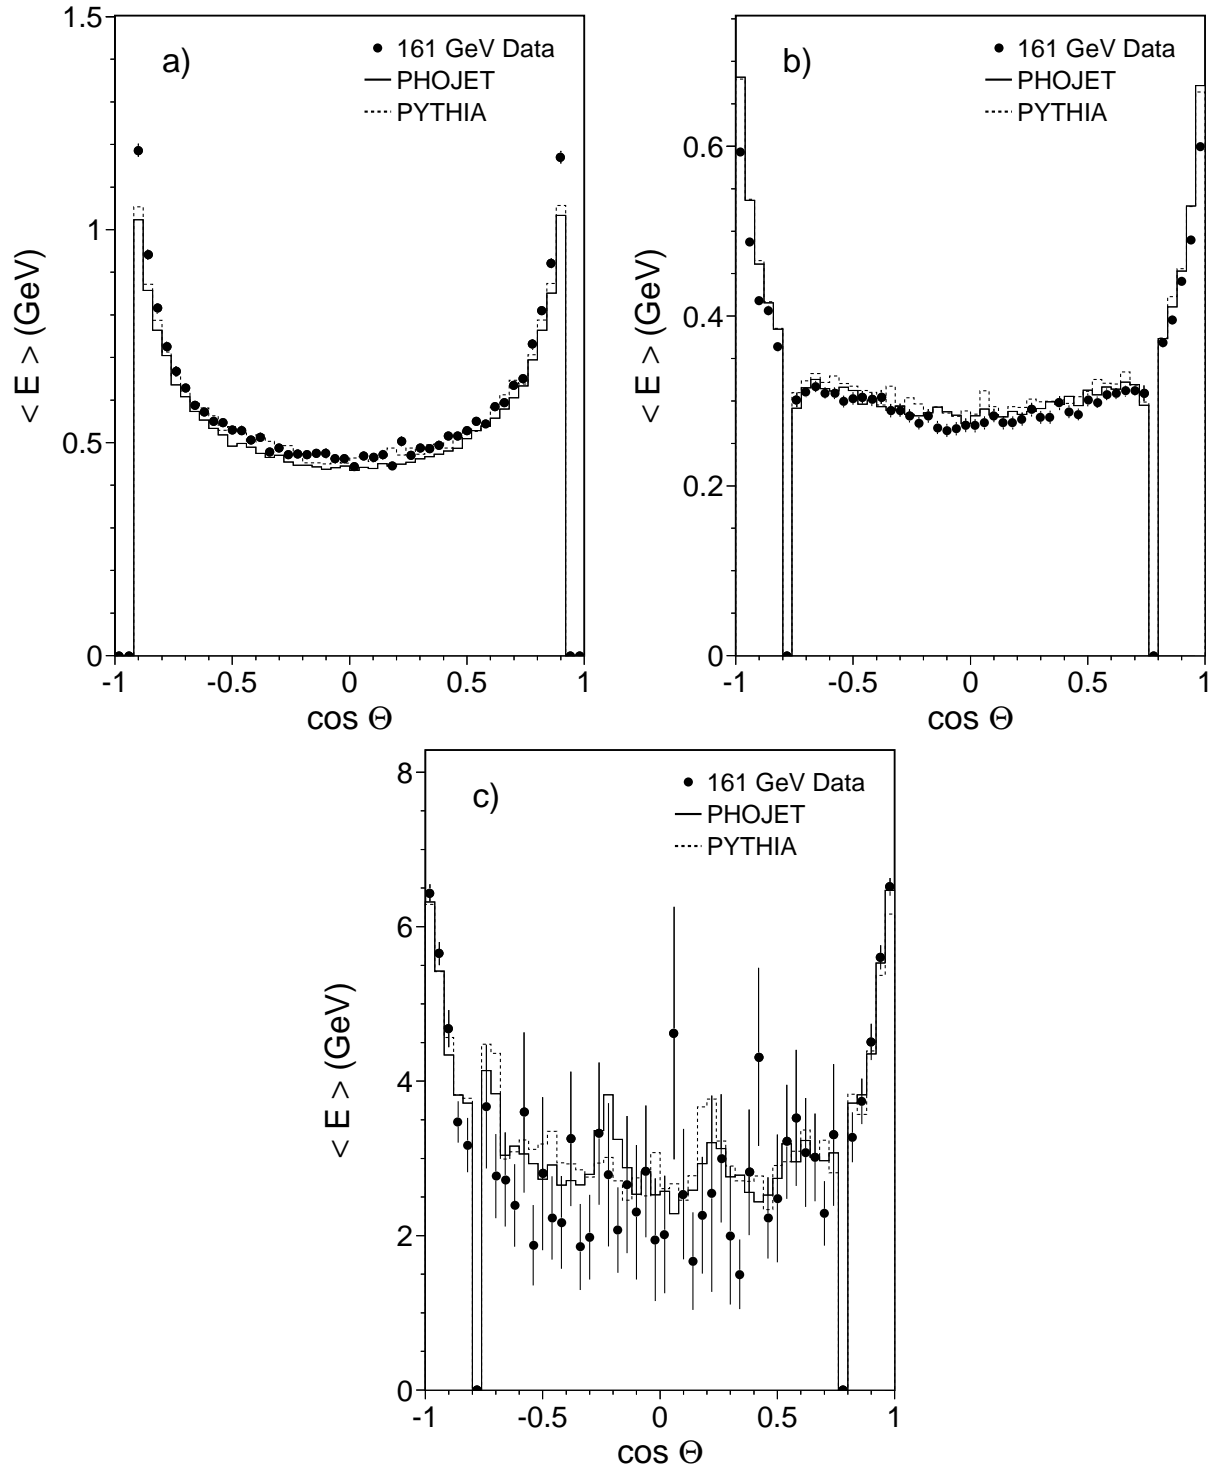 a)
161 GeV Data
PHOJET
PYTHIA
1.5
1
0.5
0
< E > (GeV)
-1 -0.5 0 0.5 1
cos Θ
b)
161 GeV Data
PHOJET
PYTHIA
0.6
0.4
0.2
0
< E > (GeV)
-1 -0.5 0 0.5 1
cos Θ
c)
161 GeV Data
PHOJET
PYTHIA
8
6
4
2
0
< E > (GeV)
-1 -0.5 0 0.5 1
cos Θ